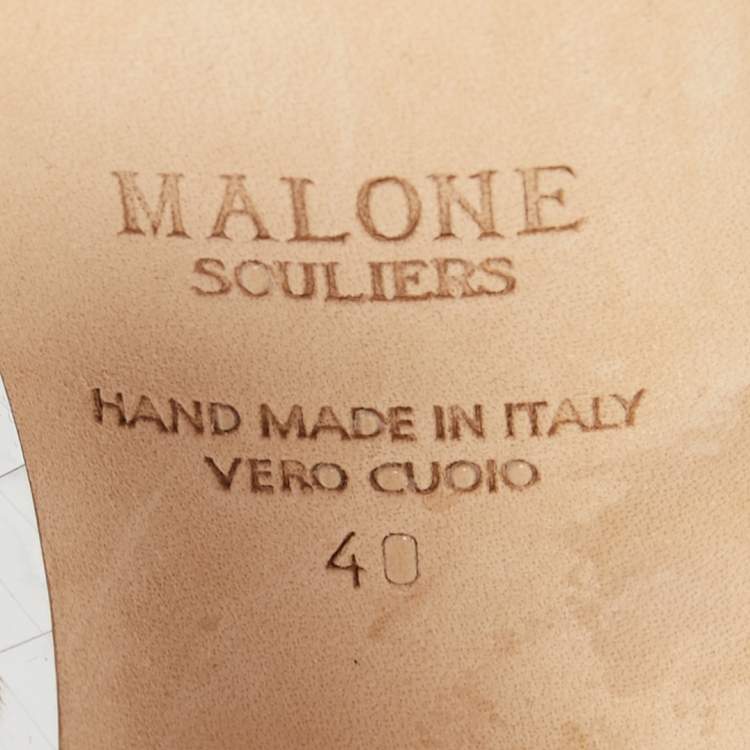 MALONE
SOULIERS
HAND MADE IN ITALY
VERO CUOIO
40